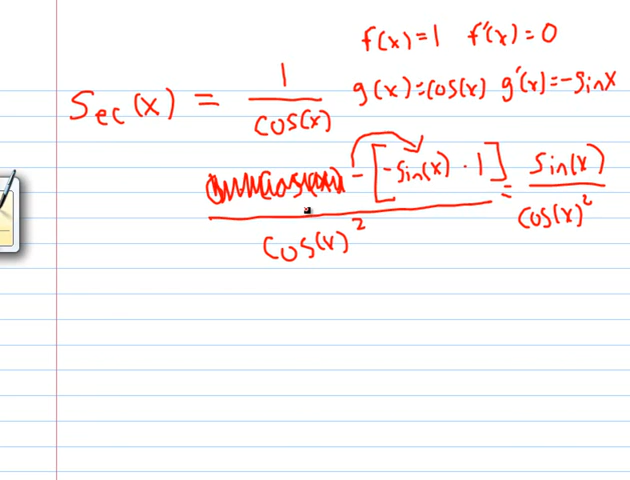 f(x)=1 f'(x)=0
Sec(x) = 1/cos(x) g(x)=cos(x) g'(x)=-sinx
- [-sin(x) · 1] / cos(x)² = sin(x)/cos(x)²